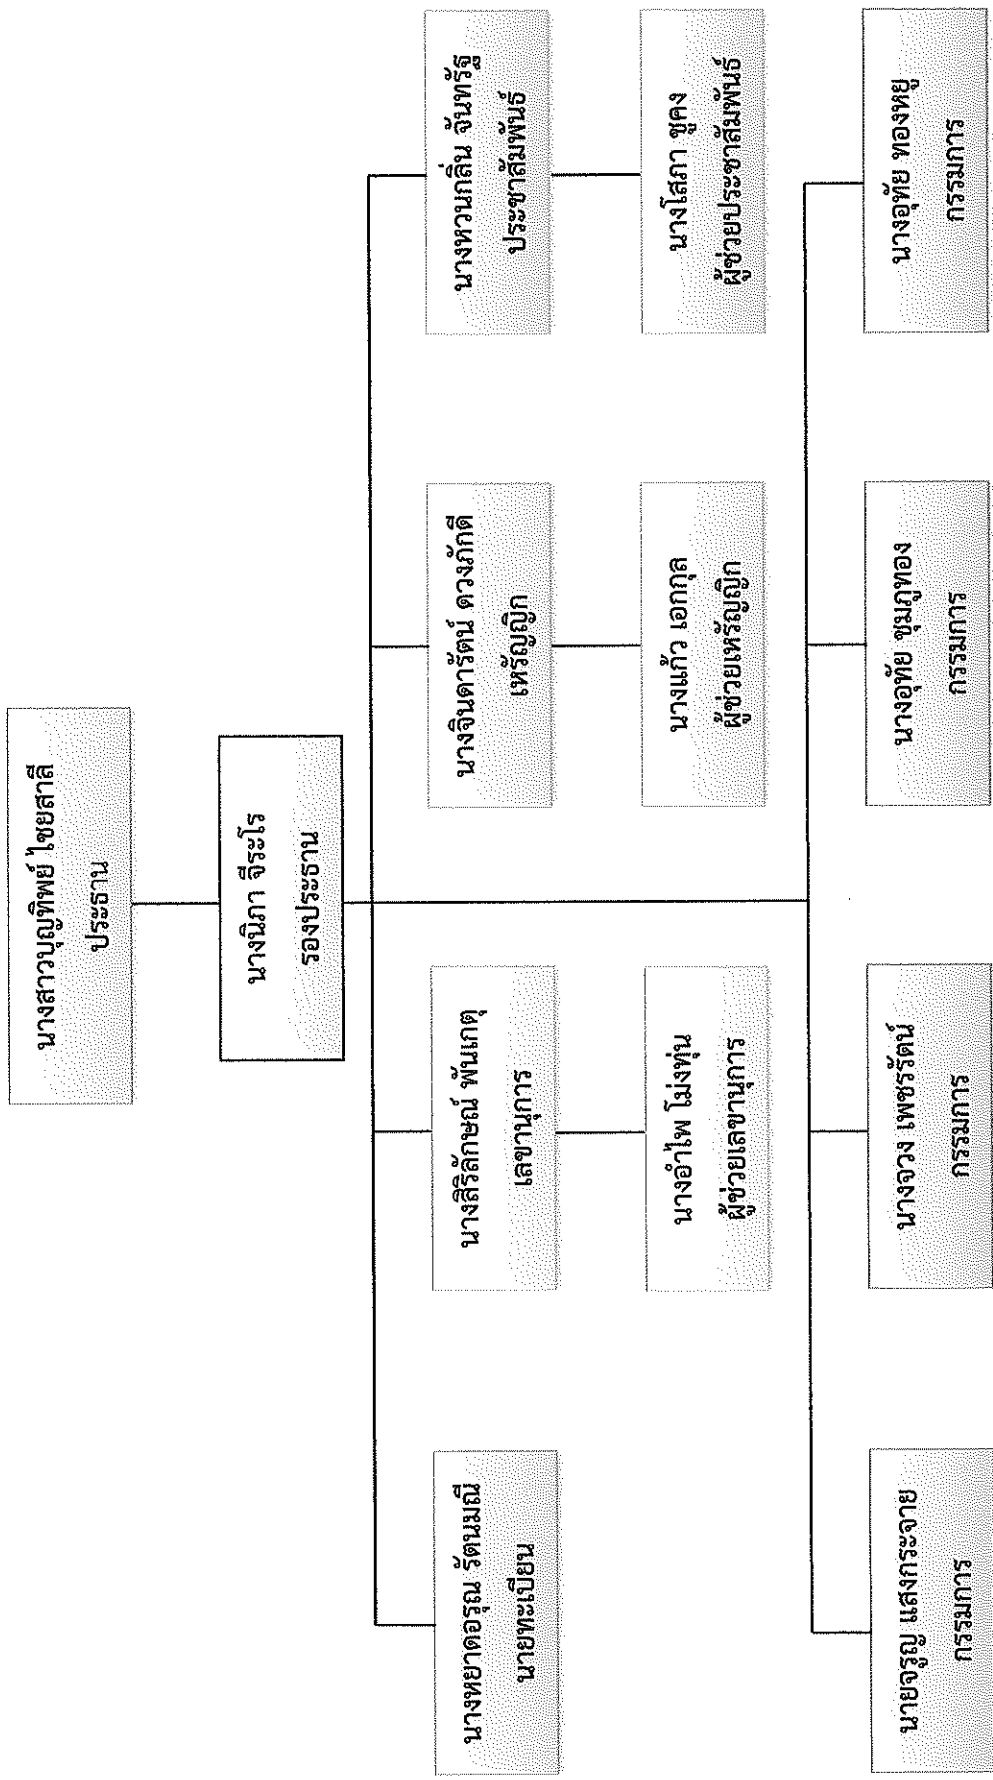 นางสาวบุญทิพย์ ไชยสาลี
ประธาน
นางนิภา จีระโร
รองประธาน
นางหยาดอรุณ รัตนมณี
นายทะเบียน
นางสิริลักษณ์ พันเกตุ
เลขานุการ
นางจินดารัตน์ ดวงภักดี
เหรัญญิก
นางหวนกลิ่น จันทรัฐ
ประชาสัมพันธ์
นางอำไพ โม่งทุ่น
ผู้ช่วยเลขานุการ
นางแก้ว เอกกุล
ผู้ช่วยเหรัญญิก
นางโสภา ชูคง
ผู้ช่วยประชาสัมพันธ์
นายจรูญ แสงกระจาย
กรรมการ
นางจวง เพชรรัตน์
กรรมการ
นางอุทัย ชุมภูทอง
กรรมการ
นางอุทัย ทองหยู
กรรมการ